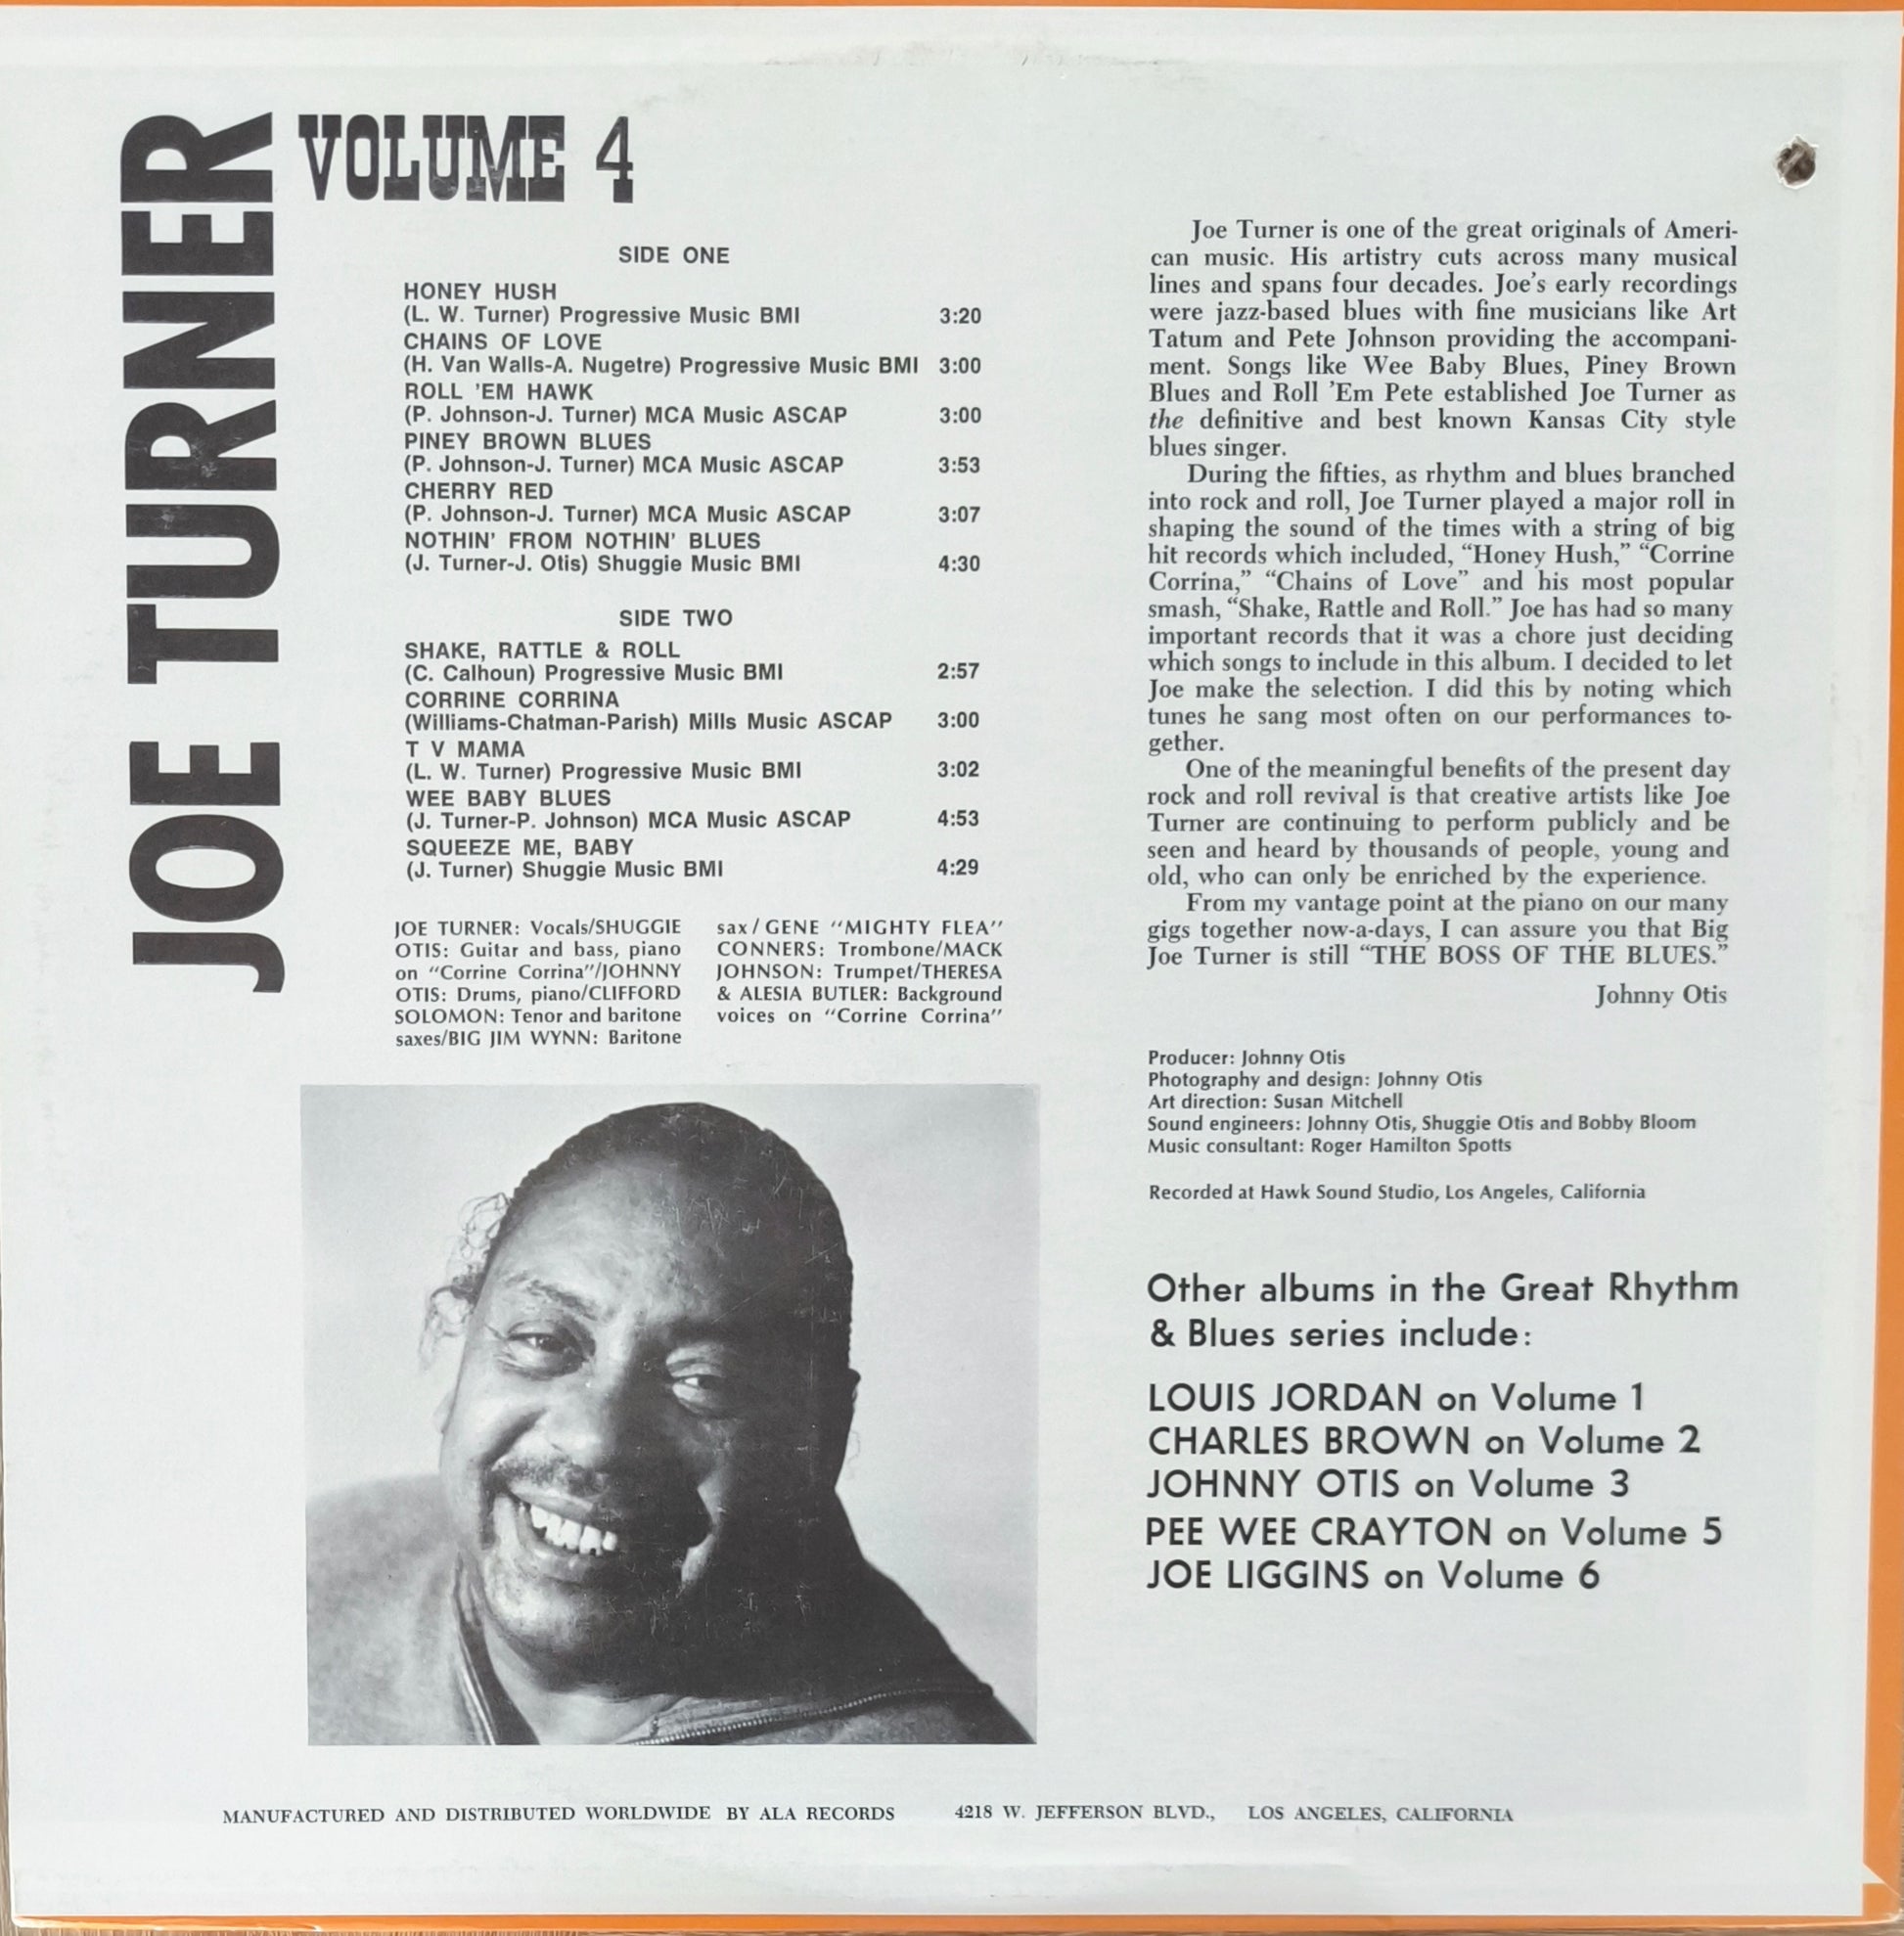 JOE TURNER
VOLUME 4
SIDE ONE
HONEY HUSH
(L. W. Turner) Progressive Music BMI 3:20
CHAINS OF LOVE
(H. Van Walls-A. Nugetre) Progressive Music BMI 3:00
ROLL 'EM HAWK
(P. Johnson-J. Turner) MCA Music ASCAP 3:00
PINEY BROWN BLUES
(P. Johnson-J. Turner) MCA Music ASCAP 3:53
CHERRY RED
(P. Johnson-J. Turner) MCA Music ASCAP 3:07
NOTHIN' FROM NOTHIN' BLUES
(J. Turner-J. Otis) Shuggie Music BMI 4:30
SIDE TWO
SHAKE, RATTLE & ROLL
(C. Calhoun) Progressive Music BMI 2:57
CORRINE CORRINA
(Williams-Chatman-Parish) Mills Music ASCAP 3:00
T V MAMA
(L. W. Turner) Progressive Music BMI 3:02
WEE BABY BLUES
(J. Turner-P. Johnson) MCA Music ASCAP 4:53
SQUEEZE ME, BABY
(J. Turner) Shuggie Music BMI 4:29
JOE TURNER: Vocals/SHUGGIE
OTIS: Guitar and bass, piano
on "Corrine Corrina"/JOHNNY
OTIS: Drums, piano/CLIFFORD
SOLOMON: Tenor and baritone
saxes/BIG JIM WYNN: Baritone
sax/GENE "MIGHTY FLEA"
CONNERS: Trombone/MACK
JOHNSON: Trumpet/THERESA
& ALESIA BUTLER: Background
voices on "Corrine Corrina"
Joe Turner is one of the great originals of Ameri-
can music. His artistry cuts across many musical
lines and spans four decades. Joe's early recordings
were jazz-based blues with fine musicians like Art
Tatum and Pete Johnson providing the accompani-
ment. Songs like Wee Baby Blues, Piney Brown
Blues and Roll 'Em Pete established Joe Turner as
the definitive and best known Kansas City style
blues singer.
During the fifties, as rhythm and blues branched
into rock and roll, Joe Turner played a major roll in
shaping the sound of the times with a string of big
hit records which included, "Honey Hush," "Corrine
Corrina," "Chains of Love" and his most popular
smash, "Shake, Rattle and Roll." Joe has had so many
important records that it was a chore just deciding
which songs to include in this album. I decided to let
Joe make the selection. I did this by noting which
tunes he sang most often on our performances to-
gether.
One of the meaningful benefits of the present day
rock and roll revival is that creative artists like Joe
Turner are continuing to perform publicly and be
seen and heard by thousands of people, young and
old, who can only be enriched by the experience.
From my vantage point at the piano on our many
gigs together now-a-days, I can assure you that Big
Joe Turner is still "THE BOSS OF THE BLUES."
Johnny Otis
Producer: Johnny Otis
Photography and design: Johnny Otis
Art direction: Susan Mitchell
Sound engineers: Johnny Otis, Shuggie Otis and Bobby Bloom
Music consultant: Roger Hamilton Spotts
Recorded at Hawk Sound Studio, Los Angeles, California
Other albums in the Great Rhythm
& Blues series include:
LOUIS JORDAN on Volume 1
CHARLES BROWN on Volume 2
JOHNNY OTIS on Volume 3
PEE WEE CRAYTON on Volume 5
JOE LIGGINS on Volume 6
MANUFACTURED AND DISTRIBUTED WORLDWIDE BY ALA RECORDS 4218 W. JEFFERSON BLVD., LOS ANGELES, CALIFORNIA